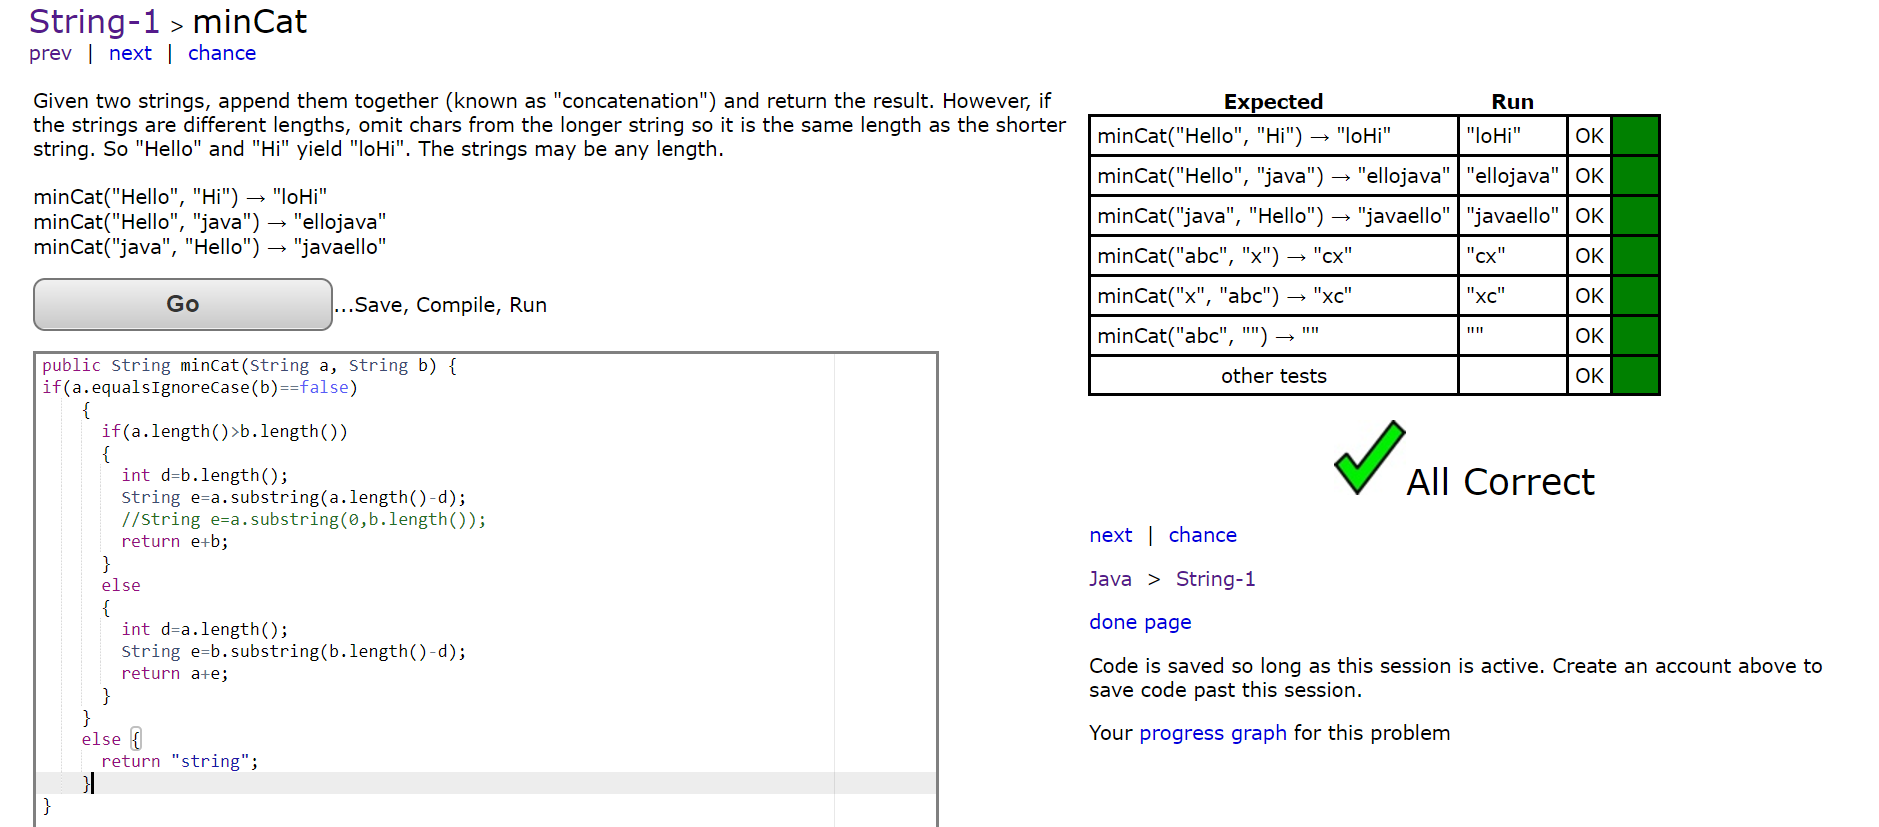 String-1 > minCat
prev | next | chance
Given two strings, append them together (known as "concatenation") and return the result. However, if
the strings are different lengths, omit chars from the longer string so it is the same length as the shorter
string. So "Hello" and "Hi" yield "loHi". The strings may be any length.
minCat("Hello", "Hi") → "loHi"
minCat("Hello", "java") → "ellojava"
minCat("java", "Hello") → "javaello"
Go ...Save, Compile, Run
public String minCat(String a, String b) {
if(a.equalsIgnoreCase(b)==false)
{
if(a.length()>b.length())
{
int d=b.length();
String e=a.substring(a.length()-d);
//String e=a.substring(0,b.length());
return e+b;
}
else
{
int d=a.length();
String e=b.substring(b.length()-d);
return a+e;
}
}
else {
return "string";
}
}
Expected Run
minCat("Hello", "Hi") → "loHi" "loHi" OK
minCat("Hello", "java") → "ellojava" "ellojava" OK
minCat("java", "Hello") → "javaello" "javaello" OK
minCat("abc", "x") → "cx" "cx" OK
minCat("x", "abc") → "xc" "xc" OK
minCat("abc", "") → "" "" OK
other tests OK
All Correct
next | chance
Java > String-1
done page
Code is saved so long as this session is active. Create an account above to
save code past this session.
Your progress graph for this problem